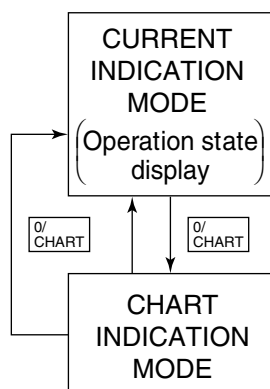 CURRENT
INDICATION
MODE
(Operation state
display)
0/
CHART
0/
CHART
CHART
INDICATION
MODE